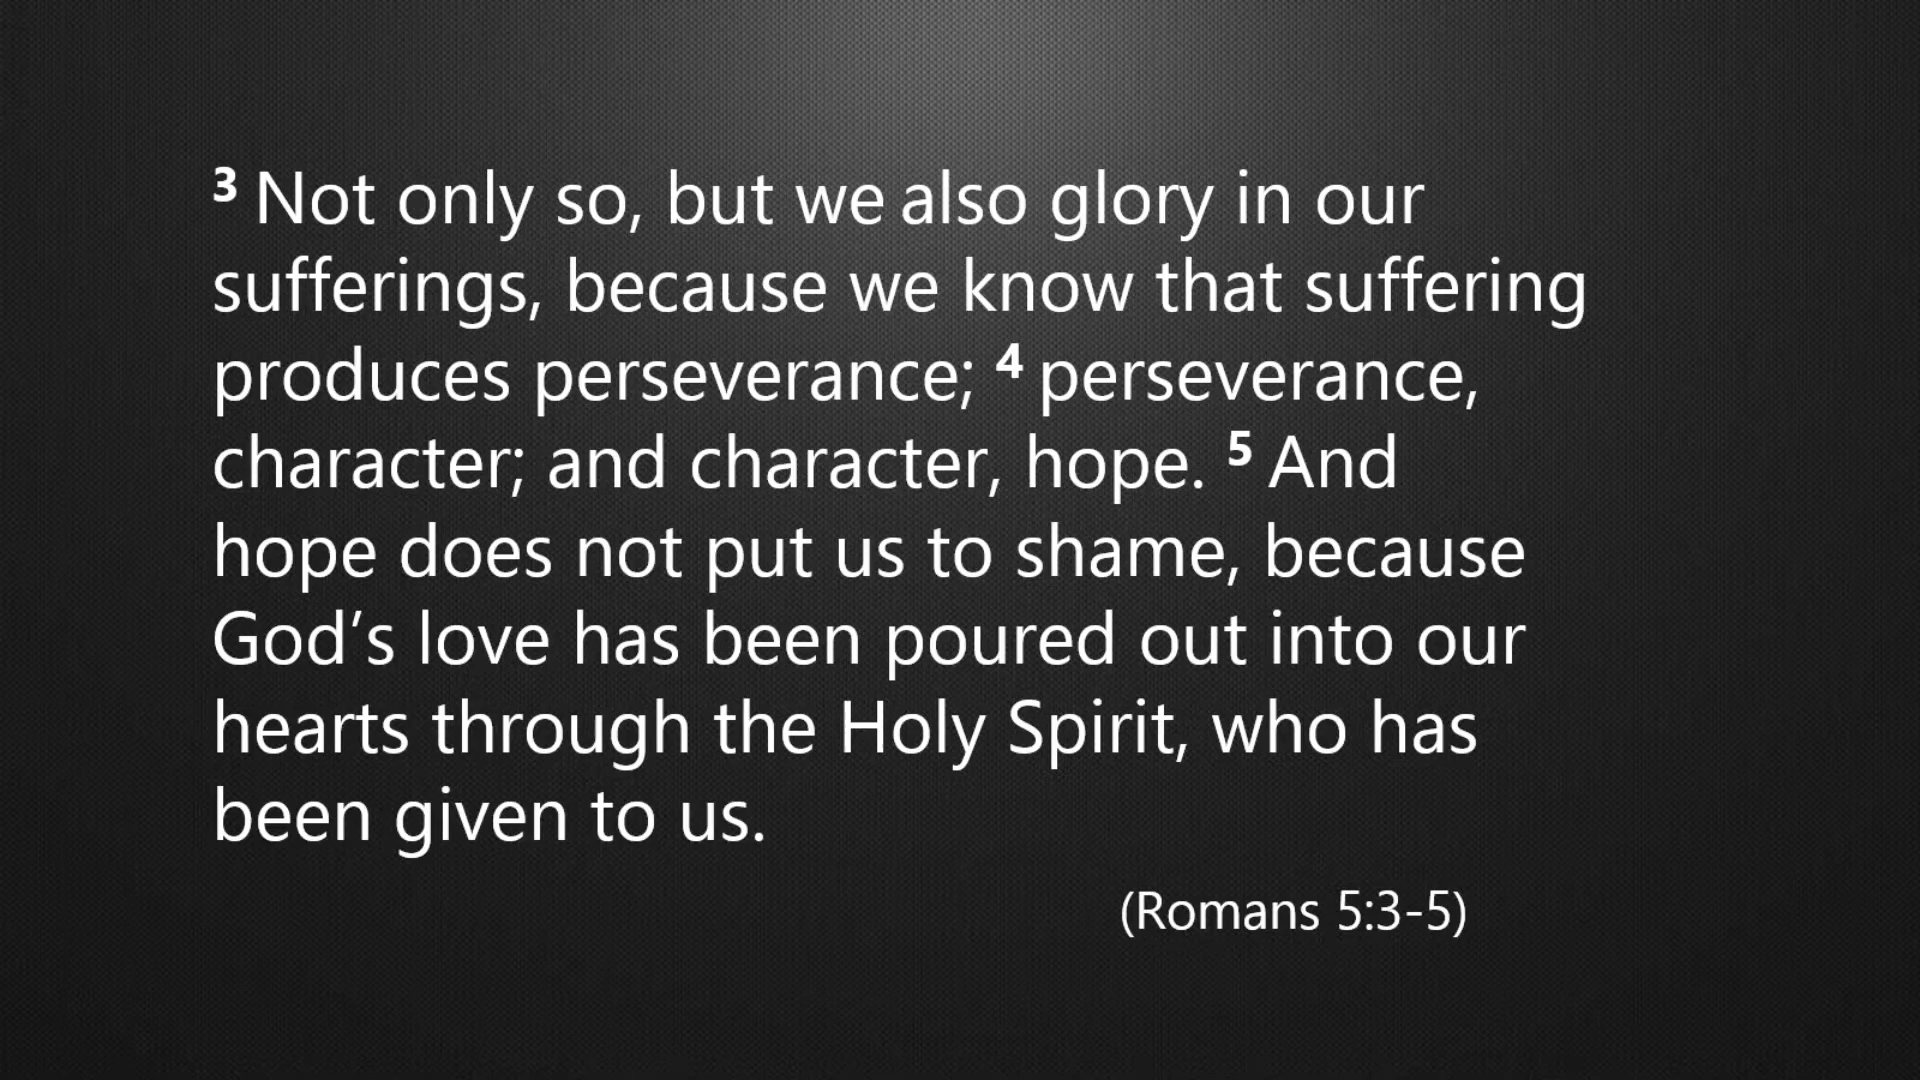 3 Not only so, but we also glory in our
sufferings, because we know that suffering
produces perseverance; 4 perseverance,
character; and character, hope. 5 And
hope does not put us to shame, because
God’s love has been poured out into our
hearts through the Holy Spirit, who has
been given to us.
(Romans 5:3-5)